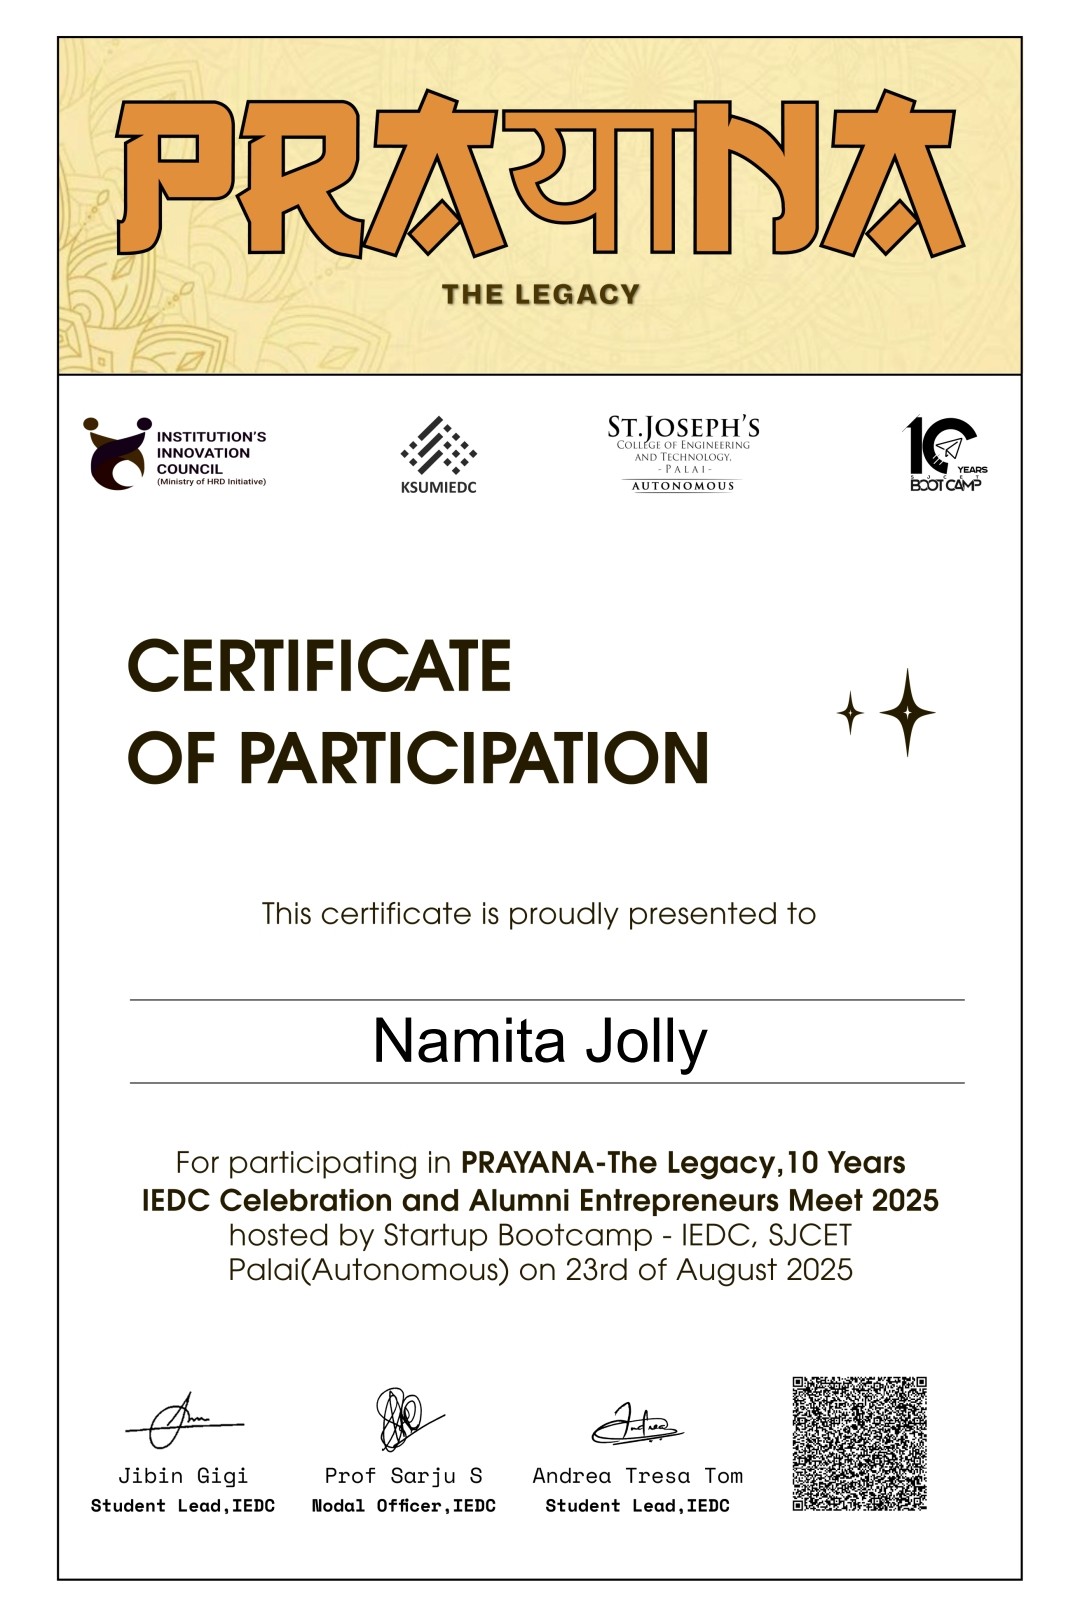 PRAयाNA
THE LEGACY
INSTITUTION'S
INNOVATION
COUNCIL
(Ministry of HRD Initiative)
KSUMIEDC
ST.JOSEPH'S
COLLEGE OF ENGINEERING
AND TECHNOLOGY,
- PALAI -
AUTONOMOUS
10
YEARS
SJCET
BOOTCAMP
CERTIFICATE
OF PARTICIPATION
This certificate is proudly presented to
Namita Jolly
For participating in PRAYANA-The Legacy,10 Years
IEDC Celebration and Alumni Entrepreneurs Meet 2025
hosted by Startup Bootcamp - IEDC, SJCET
Palai(Autonomous) on 23rd of August 2025
Andrea
Jibin Gigi
Student Lead,IEDC
Prof Sarju S
Nodal Officer,IEDC
Andrea Tresa Tom
Student Lead,IEDC